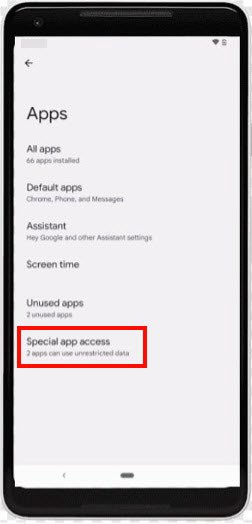 Apps
All apps
66 apps installed
Default apps
Chrome, Phone, and Messages
Assistant
Hey Google and other Assistant settings
Screen time
Unused apps
2 unused apps
Special app access
2 apps can use unrestricted data